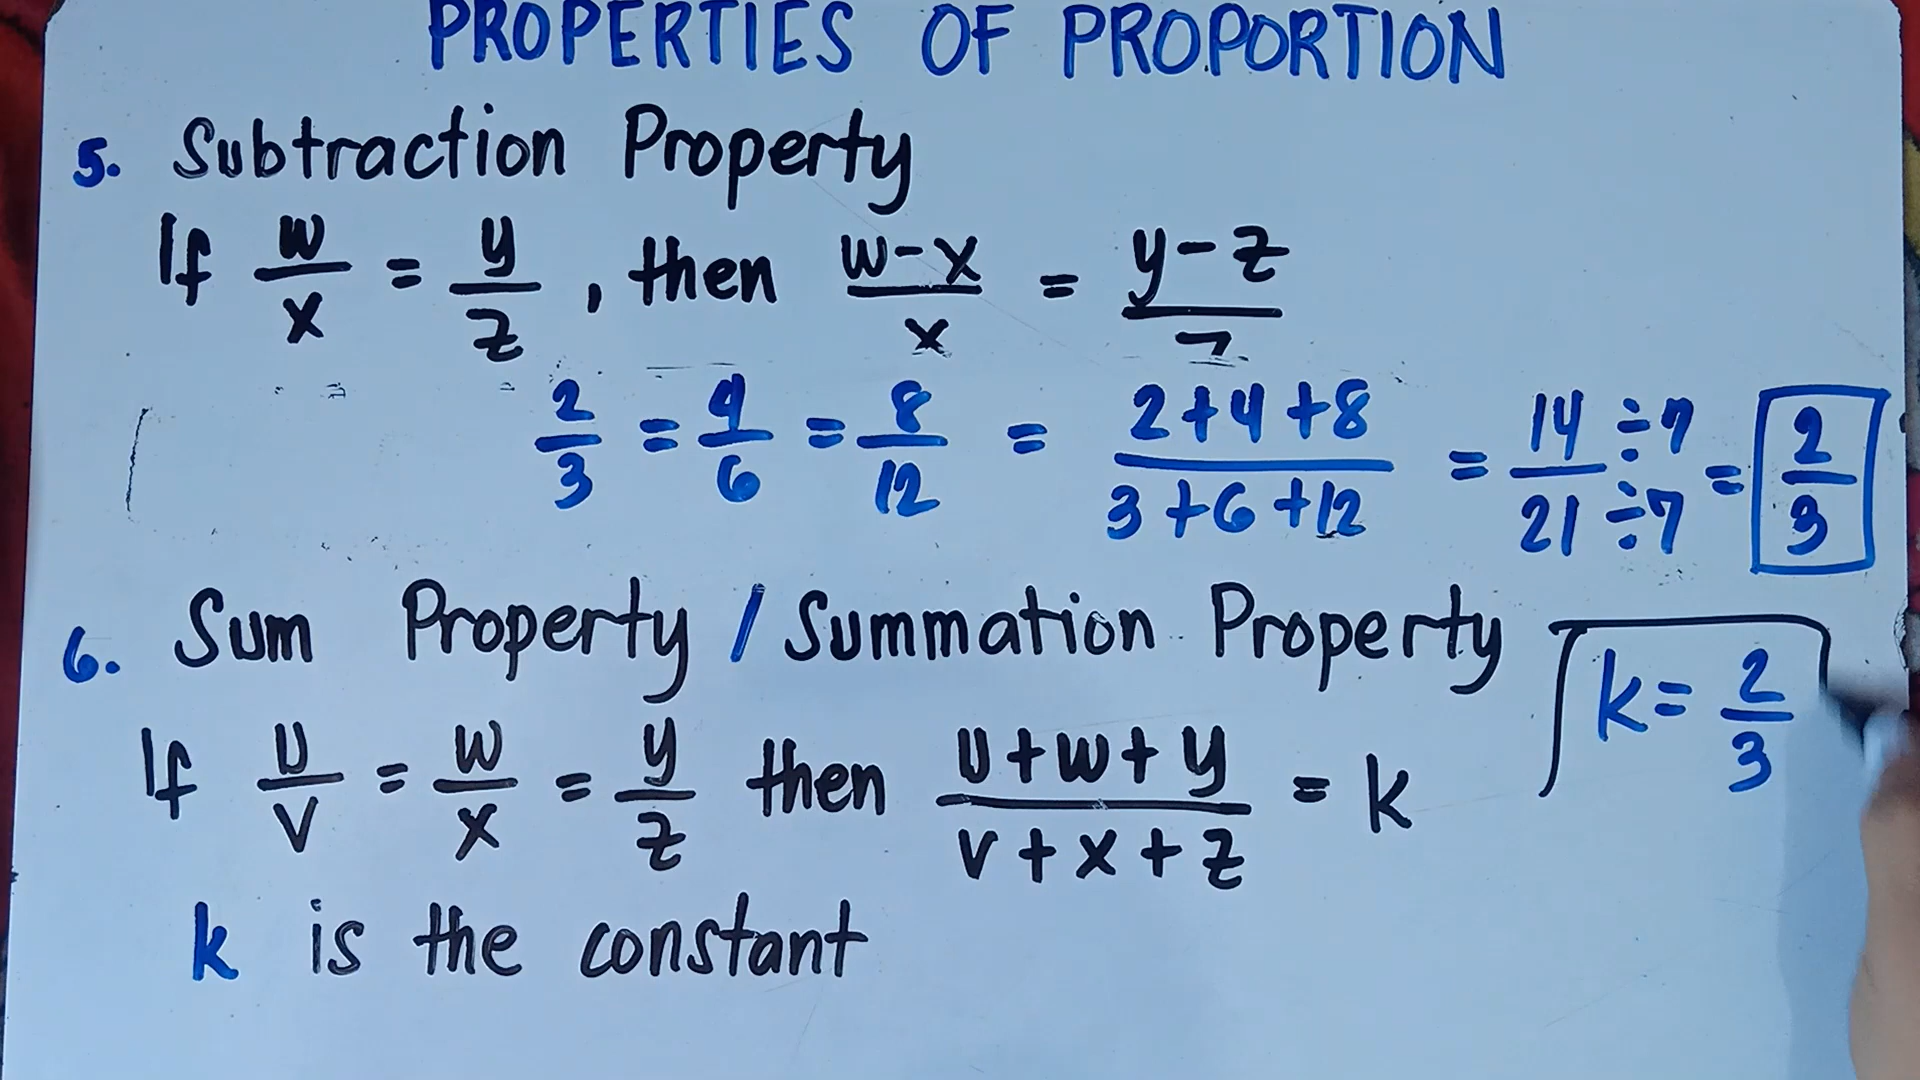 PROPERTIES OF PROPORTION
5. Subtraction Property
If w/x = y/z, then w-x/x = y-z/z
2/3 = 4/6 = 8/12 = 2+4+8/3+6+12 = 14÷7/21÷7 = 2/3
6. Sum Property / Summation Property
k = 2/3
If u/v = w/x = y/z then u+w+y/v+x+z = k
k is the constant